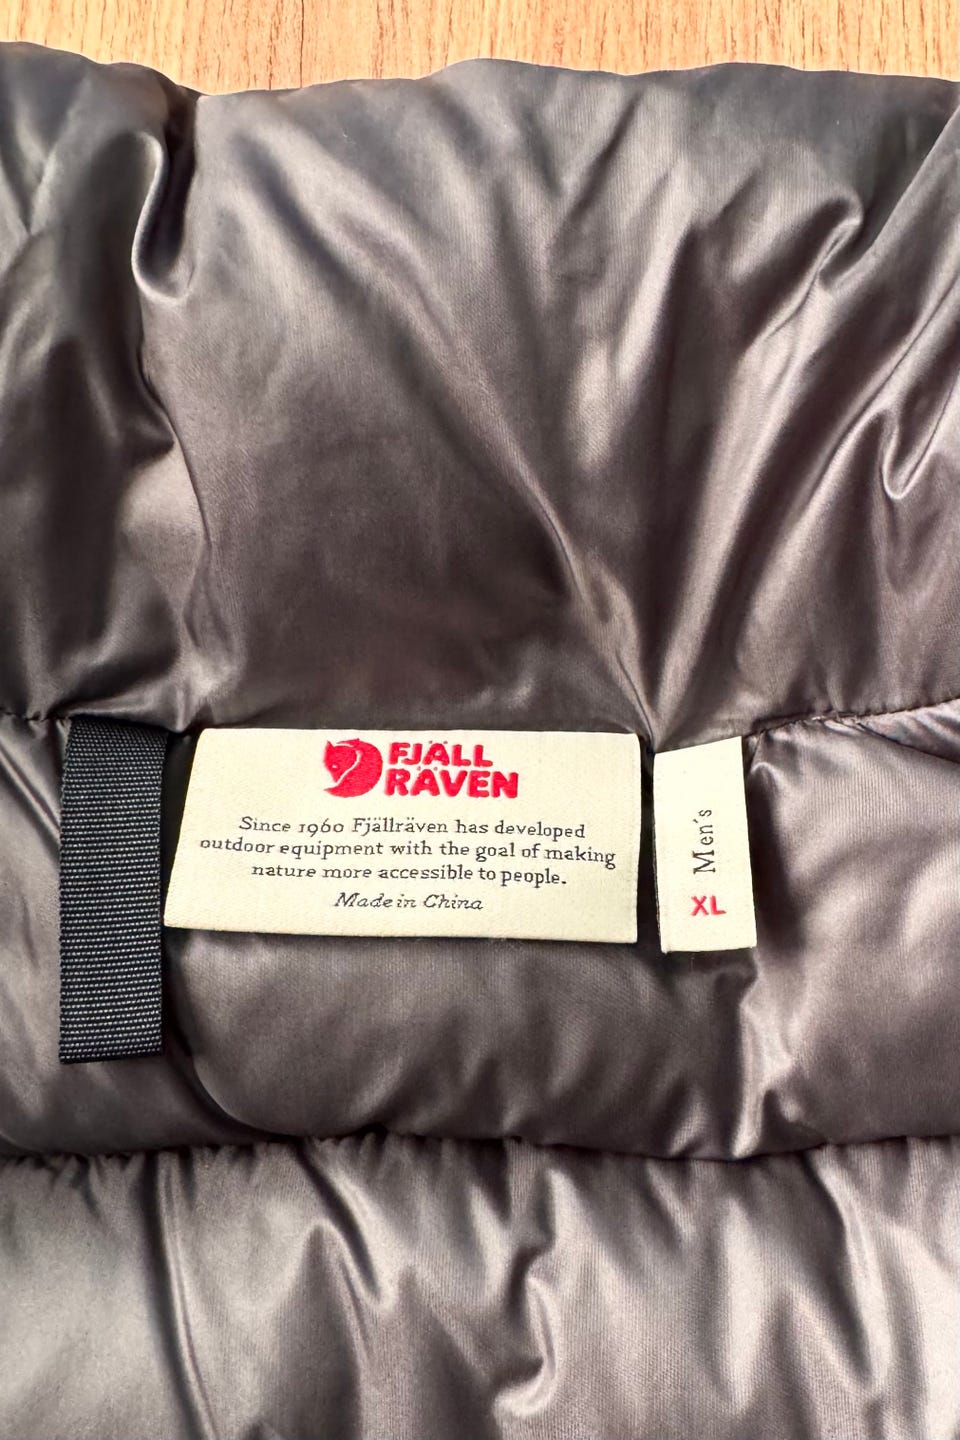 FJÄLL
RÄVEN
Since 1960 Fjällräven has developed
outdoor equipment with the goal of making
nature more accessible to people.
Made in China
Men's
XL